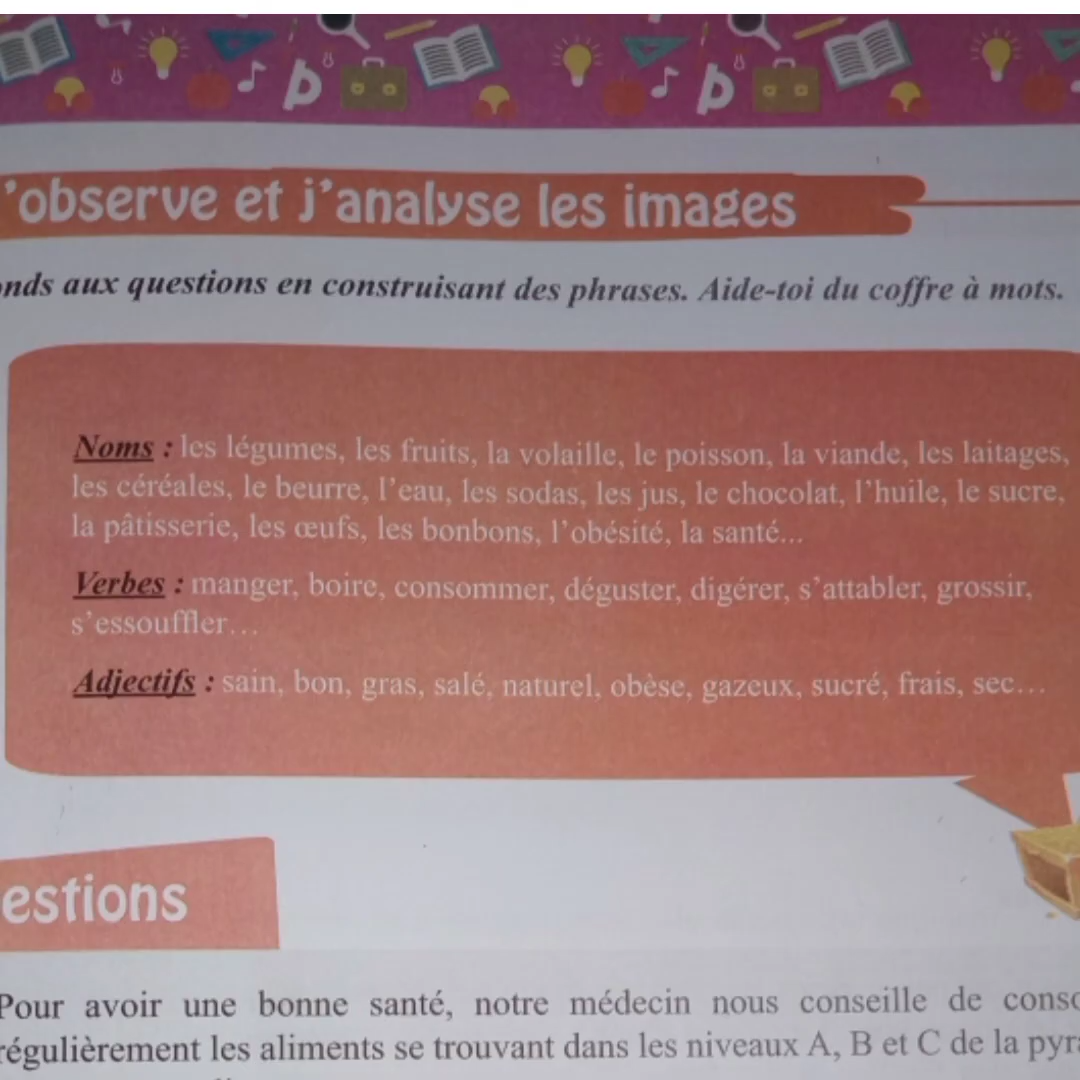 'observe et j'analyse les images
onds aux questions en construisant des phrases. Aide-toi du coffre à mots.
Noms : les légumes, les fruits, la volaille, le poisson, la viande, les laitages,
les céréales, le beurre, l'eau, les sodas, les jus, le chocolat, l'huile, le sucre,
la pâtisserie, les œufs, les bonbons, l'obésité, la santé...
Verbes : manger, boire, consommer, déguster, digérer, s'attabler, grossir,
s'essouffler...
Adjectifs : sain, bon, gras, salé, naturel, obèse, gazeux, sucré, frais, sec...
estions
Pour avoir une bonne santé, notre médecin nous conseille de conso
régulièrement les aliments se trouvant dans les niveaux A, B et C de la pyra